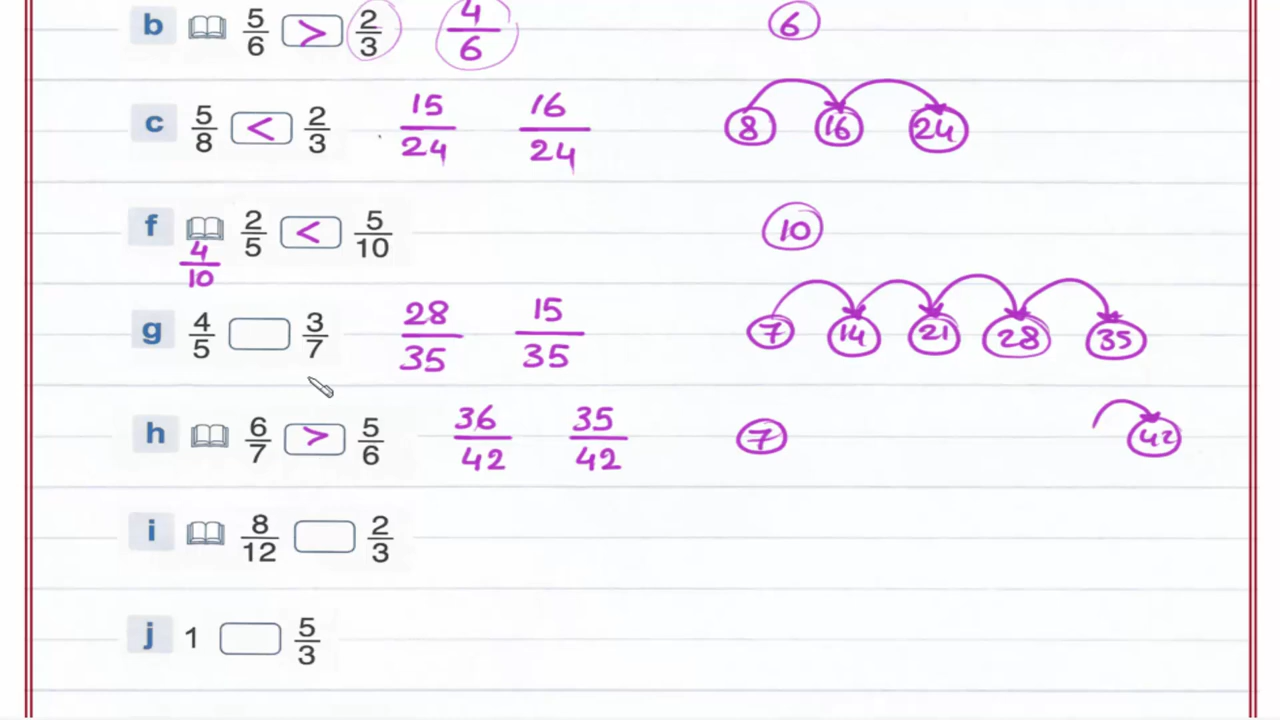 b 5/6 > 2/3 4/6 6
c 5/8 < 2/3 15/24 16/24 8 16 24
f 2/5 < 5/10 10
4/10
g 4/5 3/7 28/35 15/35 7 14 21 28 35
h 6/7 > 5/6 36/42 35/42 7 42
i 8/12 2/3
j 1 5/3